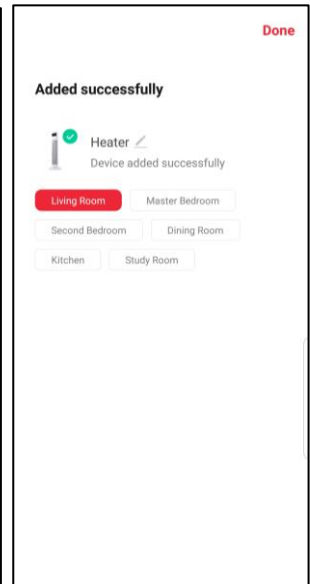 Done
Added successfully
Heater
Device added successfully
Living Room
Master Bedroom
Second Bedroom
Dining Room
Kitchen
Study Room